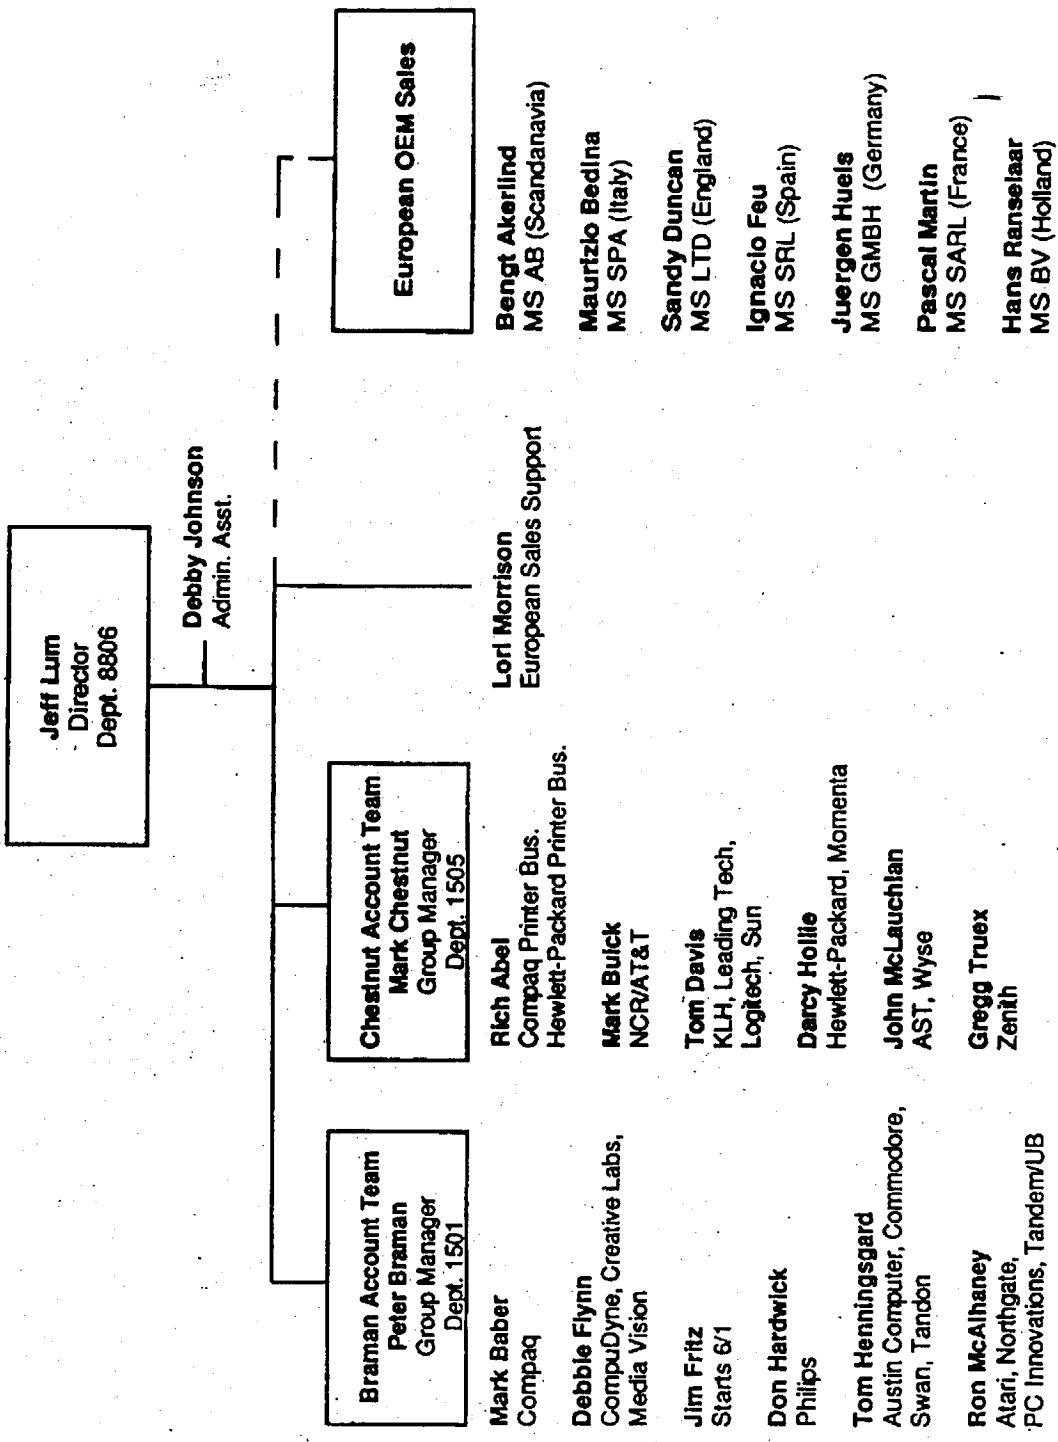 Jeff Lum
Director
Dept. 8806
Debby Johnson
Admin. Asst.
Braman Account Team
Peter Braman
Group Manager
Dept. 1501
Mark Baber
Compaq
Debbie Flynn
CompuDyne, Creative Labs,
Media Vision
Jim Fritz
Starts 6/1
Don Hardwick
Philips
Tom Henningsgard
Austin Computer, Commodore,
Swan, Tandon
Ron McAlhaney
Atari, Northgate,
PC Innovations, Tandem/UB
Chestnut Account Team
Mark Chestnut
Group Manager
Dept. 1505
Rich Abel
Compaq Printer Bus.
Hewlett-Packard Printer Bus.
Mark Buick
NCR/AT&T
Tom Davis
KLH, Leading Tech,
Logitech, Sun
Darcy Hollie
Hewlett-Packard, Momenta
John McLauchlan
AST, Wyse
Gregg Truex
Zenith
Lori Morrison
European Sales Support
European OEM Sales
Bengt Akerlind
MS AB (Scandanavia)
Maurtzio Bedina
MS SPA (Italy)
Sandy Duncan
MS LTD (England)
Ignacio Feu
MS SRL (Spain)
Juergen Huels
MS GMBH (Germany)
Pascal Martin
MS SARL (France)
Hans Ranselaar
MS BV (Holland)